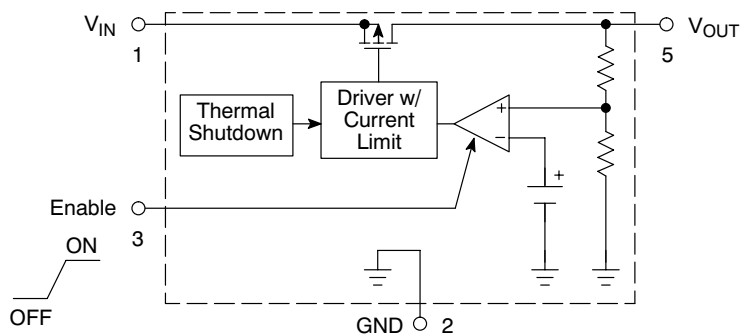 VIN
1
VOUT
5
Thermal
Shutdown
Driver w/
Current
Limit
+
−
+
Enable
3
ON
OFF
GND 2